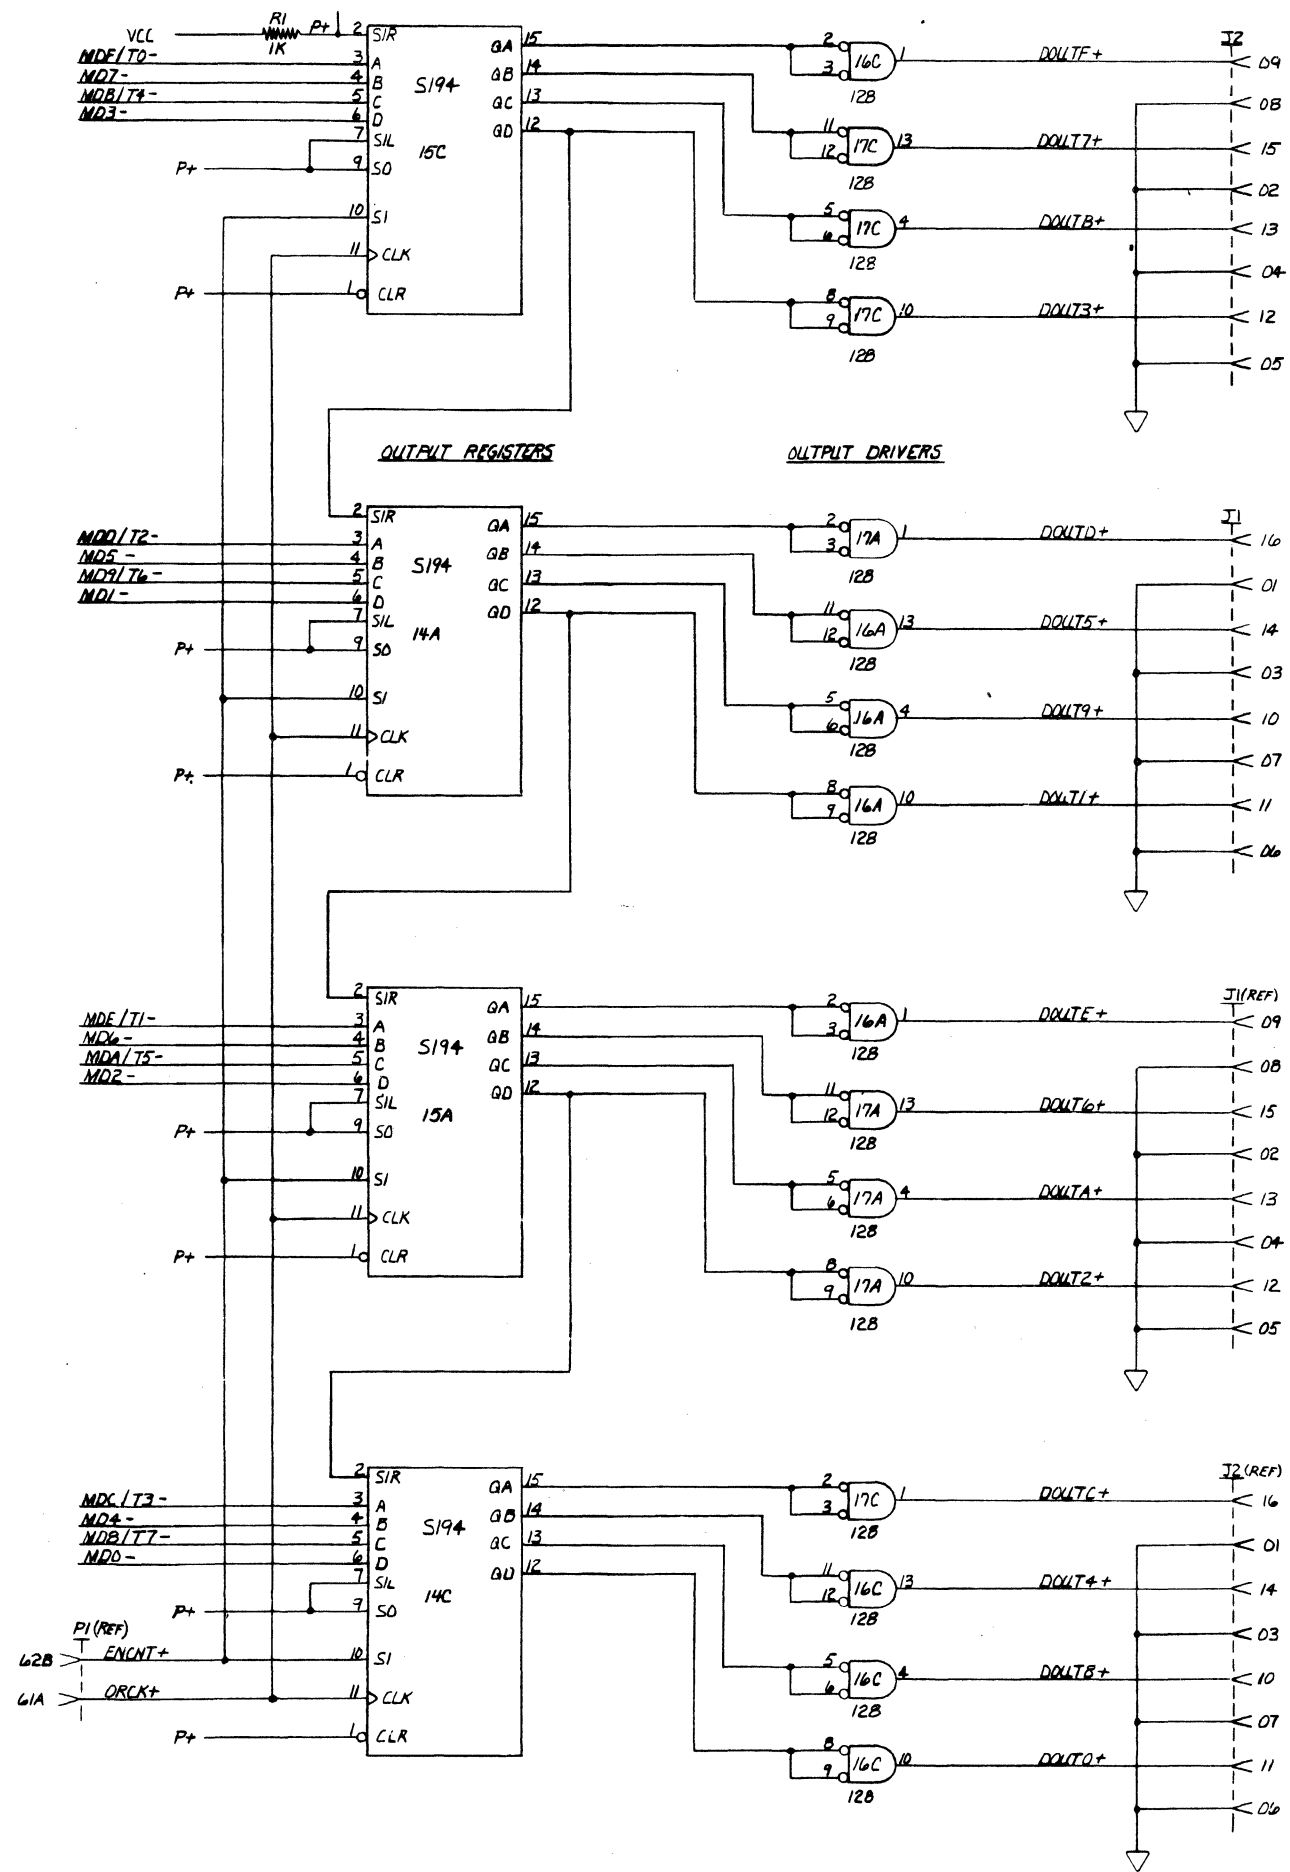 R1
VCC
1K
P+
2 SIR
MDF/T0- 3 A
MD7- 4 B
MDB/T4- 5 C
MD3- 6 D
7 SIL
P+ 9 S0
10 S1
11 CLK
P+ 1 CLR
S194
15C
QA 15
QB 14
QC 13
QD 12
2 3 16C 1 DOUTF+
128
11 12 17C 13 DOUT7+
128
5 6 17C 4 DOUTB+
128
8 9 17C 10 DOUT3+
128
J2
09
08
15
02
13
04
12
05
OUTPUT REGISTERS
OUTPUT DRIVERS
2 SIR
MDD/T2- 3 A
MD5- 4 B
MD9/T6- 5 C
MD1- 6 D
7 SIL
P+ 9 S0
10 S1
11 CLK
P+ 1 CLR
S194
14A
QA 15
QB 14
QC 13
QD 12
2 3 17A 1 DOUTD+
128
11 12 16A 13 DOUT5+
128
5 6 16A 4 DOUT9+
128
8 9 16A 10 DOUT1+
128
J1
16
01
14
03
10
07
11
06
2 SIR
MDE/T1- 3 A
MD6- 4 B
MDA/T5- 5 C
MD2- 6 D
7 SIL
P+ 9 S0
10 S1
11 CLK
P+ 1 CLR
S194
15A
QA 15
QB 14
QC 13
QD 12
2 3 16A 1 DOUTE+
128
11 12 17A 13 DOUT6+
128
5 6 17A 4 DOUTA+
128
8 9 17A 10 DOUT2+
128
J1(REF)
09
08
15
02
13
04
12
05
2 SIR
MDC/T3- 3 A
MD4- 4 B
MD8/T7- 5 C
MD0- 6 D
7 SIL
P+ 9 S0
P1(REF)
62B ENCNT+ 10 S1
61A ORCK+ 11 CLK
P+ 1 CLR
S194
14C
QA 15
QB 14
QC 13
QD 12
2 3 17C 1 DOUTC+
128
11 12 16C 13 DOUT4+
128
5 6 16C 4 DOUT8+
128
8 9 16C 10 DOUT0+
128
J2(REF)
16
01
14
03
10
07
11
06